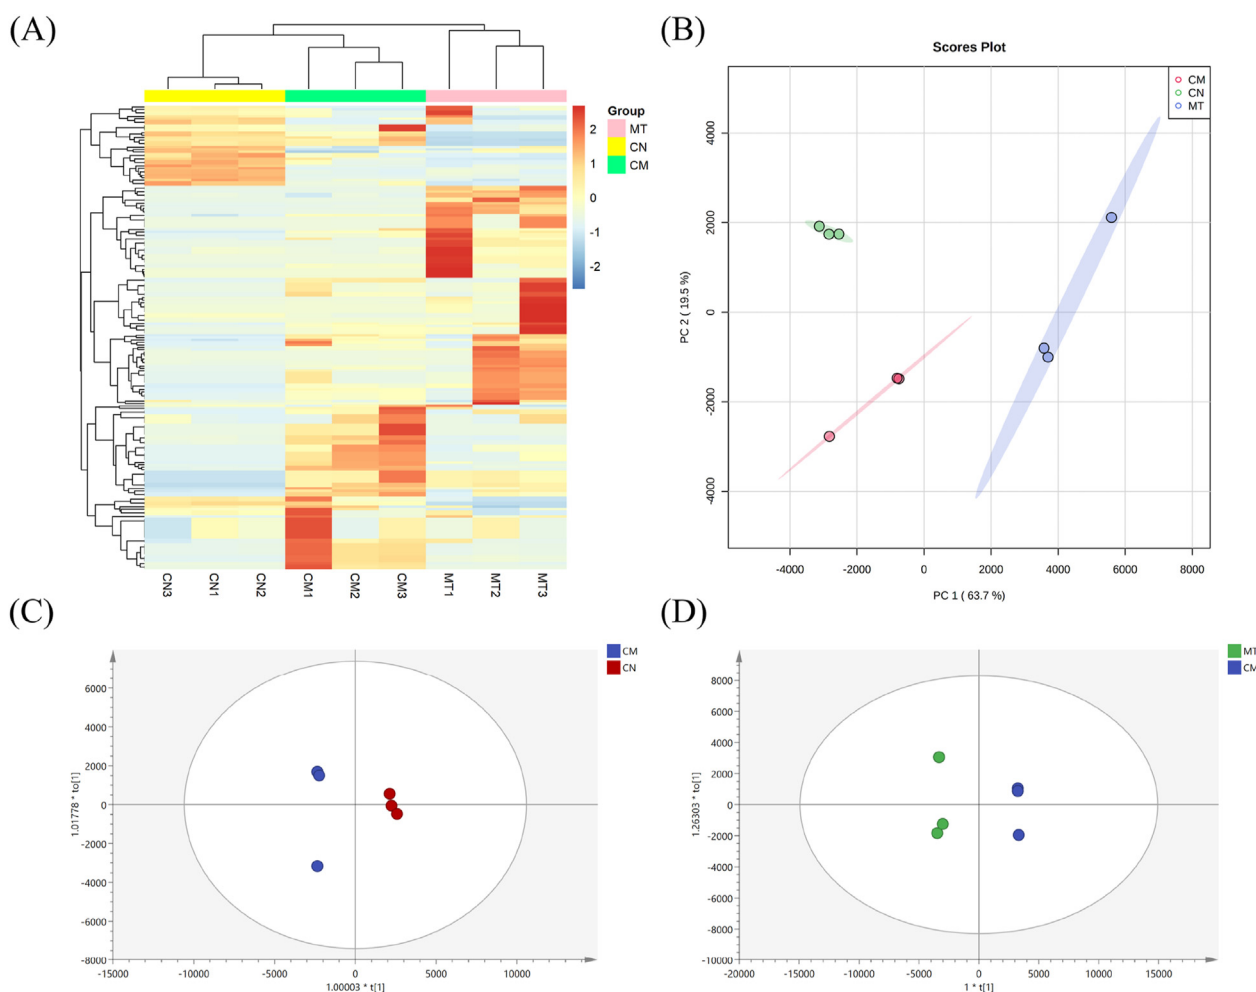 (A)
Group
MT
CN
CM
2
1
0
-1
-2
CN3
CN1
CN2
CM1
CM2
CM3
MT1
MT2
MT3
(B)
Scores Plot
CM
CN
MT
4000
2000
0
-2000
-4000
PC 2 ( 19.5 %)
-4000
-2000
0
2000
4000
6000
8000
PC 1 ( 63.7 %)
(C)
CM
CN
6000
4000
2000
0
-2000
-4000
-6000
-8000
1.01778 * to[1]
-15000
-10000
-5000
0
5000
10000
1.00003 * t[1]
(D)
MT
CM
8000
6000
4000
2000
0
-2000
-4000
-6000
-8000
-10000
1.26303 * to[1]
-20000
-15000
-10000
-5000
0
5000
10000
15000
1 * t[1]